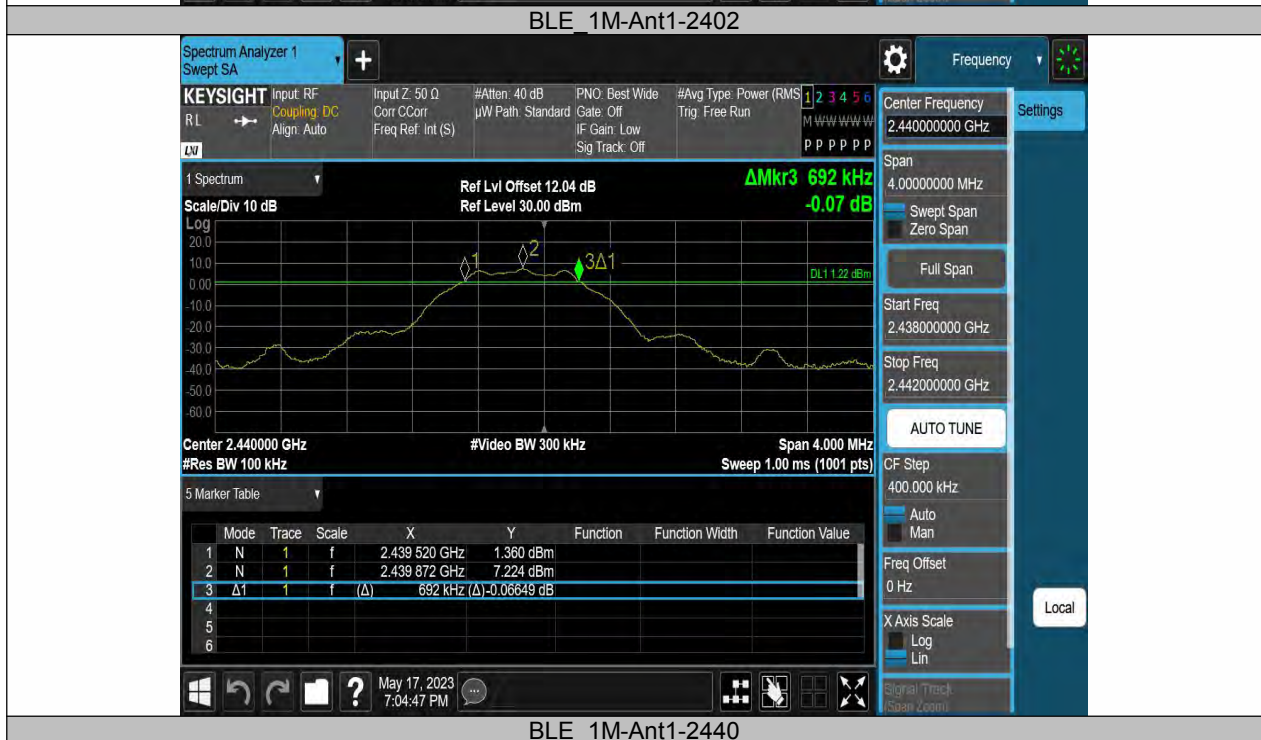 BLE_1M-Ant1-2402
Spectrum Analyzer 1
Swept SA
+
Frequency
KEYSIGHT
RL
LXI
Input: RF
Coupling: DC
Align: Auto
Input Z: 50 Ω
Corr CCorr
Freq Ref: Int (S)
#Atten: 40 dB
µW Path: Standard
PNO: Best Wide
Gate: Off
IF Gain: Low
Sig Track: Off
#Avg Type: Power (RMS
Trig: Free Run
1 2 3 4 5 6
M W W W W W
P P P P P P
Center Frequency
2.440000000 GHz
Settings
Span
4.00000000 MHz
Swept Span
Zero Span
Full Span
Start Freq
2.438000000 GHz
Stop Freq
2.442000000 GHz
AUTO TUNE
CF Step
400.000 kHz
Auto
Man
Freq Offset
0 Hz
X Axis Scale
Log
Lin
Signal Track
(Span Zoom)
Local
1 Spectrum
Scale/Div 10 dB
Ref Lvl Offset 12.04 dB
Ref Level 30.00 dBm
ΔMkr3 692 kHz
-0.07 dB
Log
20.0
10.0
0.00
-10.0
-20.0
-30.0
-40.0
-50.0
-60.0
1
2
3Δ1
DL1 1.22 dBm
Center 2.440000 GHz
#Video BW 300 kHz
Span 4.000 MHz
#Res BW 100 kHz
Sweep 1.00 ms (1001 pts)
5 Marker Table
Mode Trace Scale X Y Function Function Width Function Value
1 N 1 f 2.439 520 GHz 1.360 dBm
2 N 1 f 2.439 872 GHz 7.224 dBm
3 Δ1 1 f (Δ) 692 kHz (Δ)-0.06649 dB
4
5
6
?
May 17, 2023
7:04:47 PM
BLE_1M-Ant1-2440